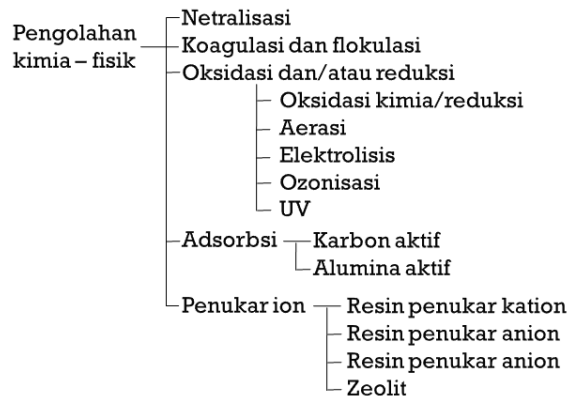 Pengolahan
kimia – fisik
Netralisasi
Koagulasi dan flokulasi
Oksidasi dan/atau reduksi
Oksidasi kimia/reduksi
Aerasi
Elektrolisis
Ozonisasi
UV
Adsorbsi
Karbon aktif
Alumina aktif
Penukar ion
Resin penukar kation
Resin penukar anion
Resin penukar anion
Zeolit